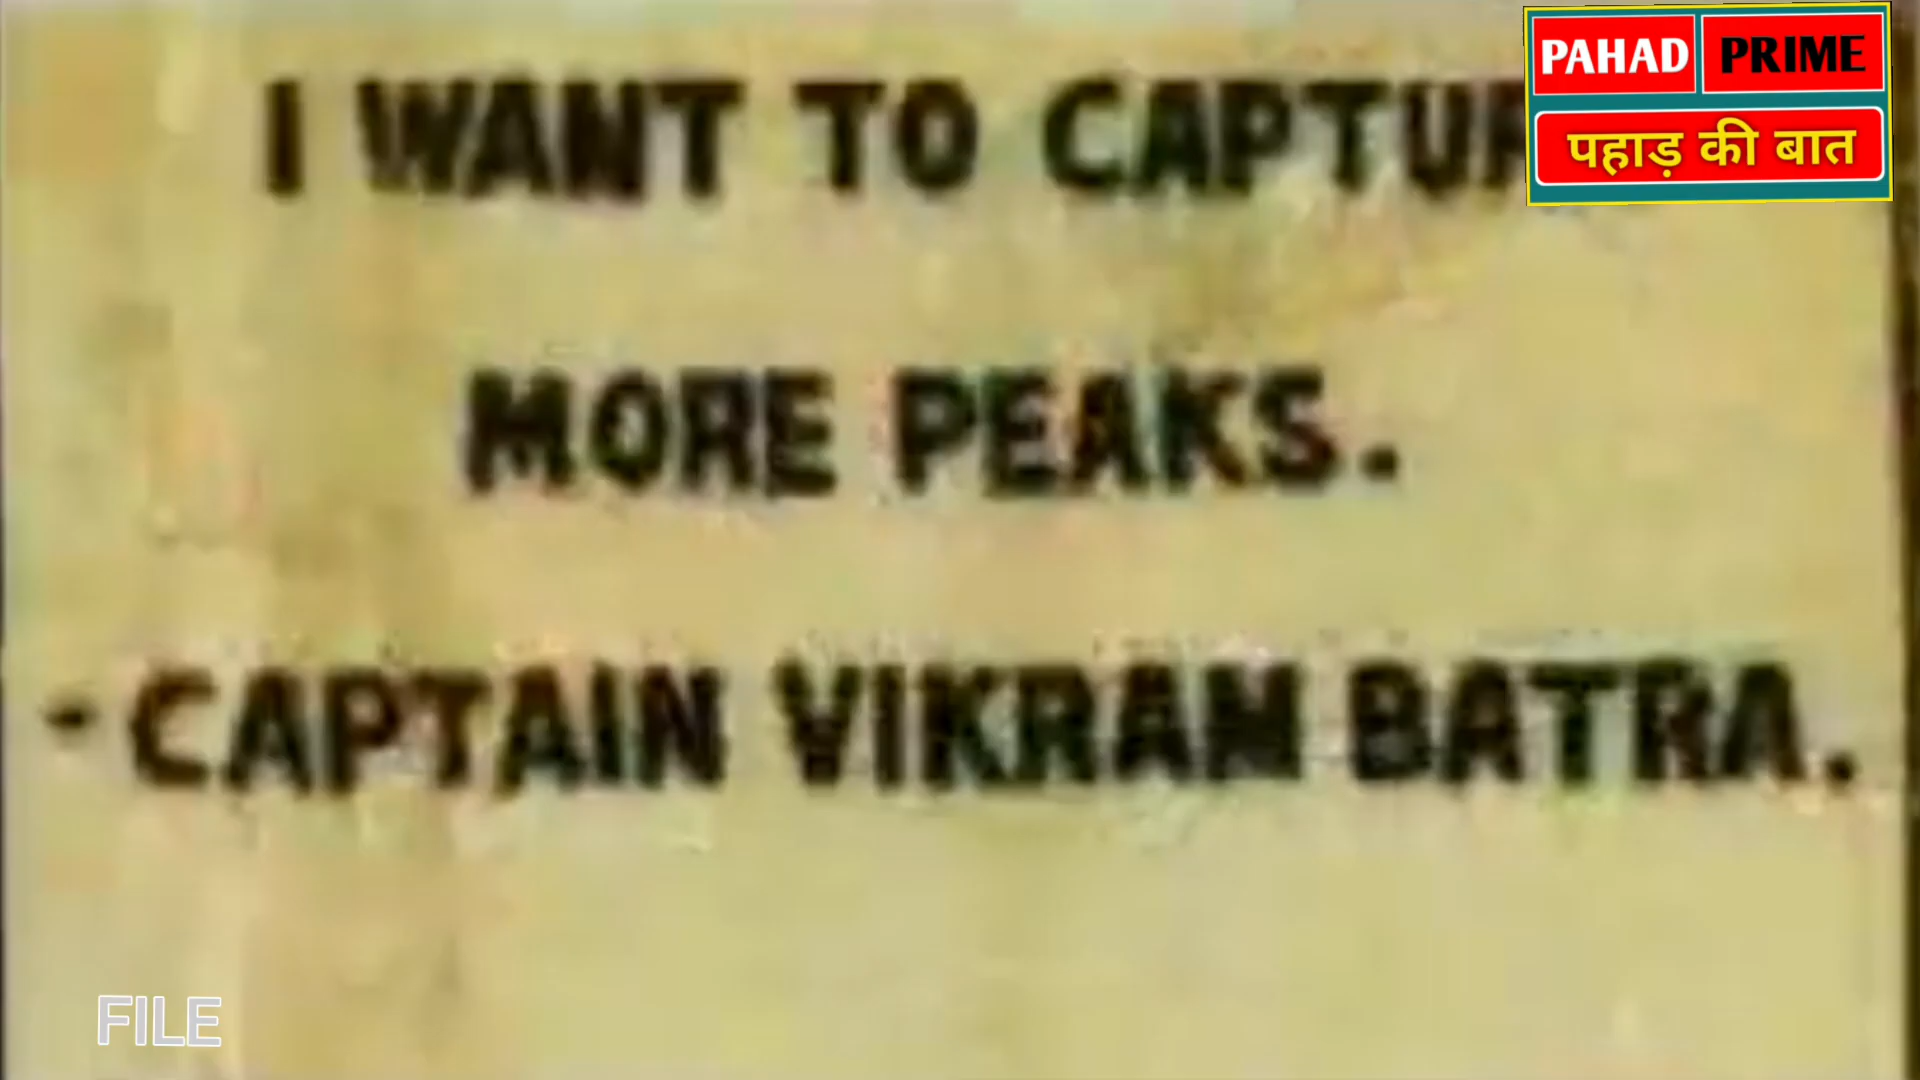 I WANT TO CAPTUR
MORE PEAKS.
- CAPTAIN VIKRAM BATRA.
PAHAD PRIME
पहाड़ की बात
FILE